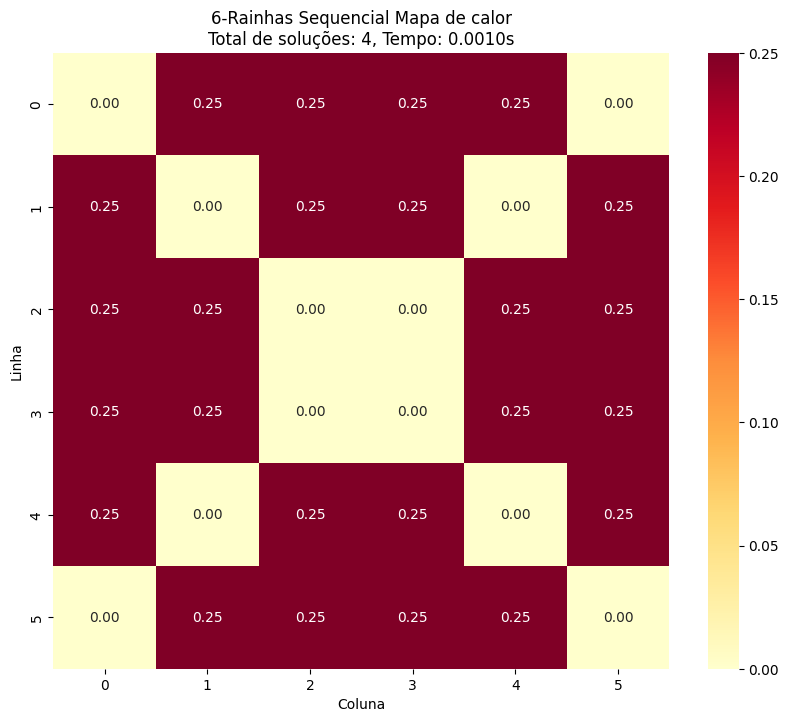 6-Rainhas Sequencial Mapa de calor
Total de soluções: 4, Tempo: 0.0010s
0 0.00 0.25 0.25 0.25 0.25 0.00
1 0.25 0.00 0.25 0.25 0.00 0.25
2 0.25 0.25 0.00 0.00 0.25 0.25
3 0.25 0.25 0.00 0.00 0.25 0.25
4 0.25 0.00 0.25 0.25 0.00 0.25
5 0.00 0.25 0.25 0.25 0.25 0.00
0 1 2 3 4 5
Linha
Coluna
0.25
0.20
0.15
0.10
0.05
0.00